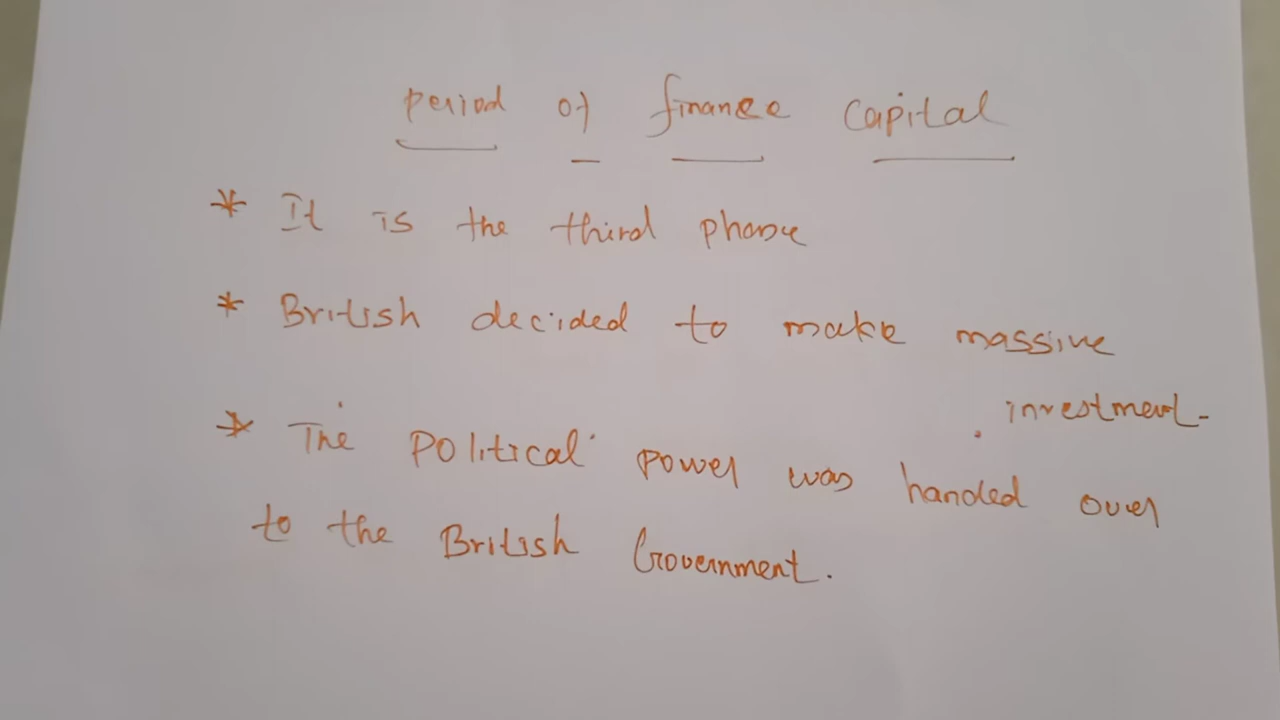 Period of finance Capital
* It is the third phase
* British decided to make massive
investment-
* The Political power was handed over
to the British Government.